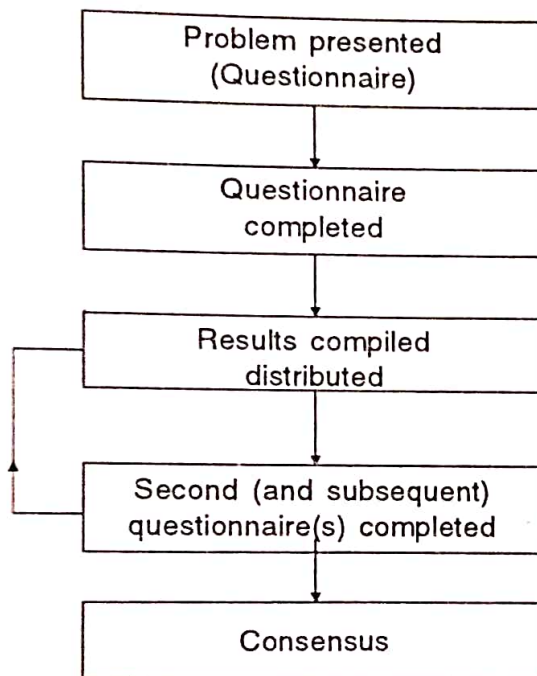 Problem presented
(Questionnaire)
Questionnaire
completed
Results compiled
distributed
Second (and subsequent)
questionnaire(s) completed
Consensus